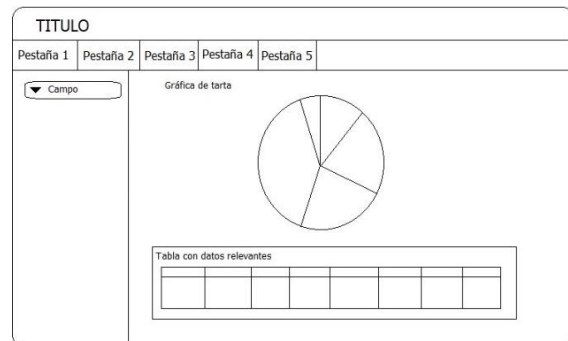 TITULO
Pestaña 1 Pestaña 2 Pestaña 3 Pestaña 4 Pestaña 5
Campo
Gráfica de tarta
Tabla con datos relevantes